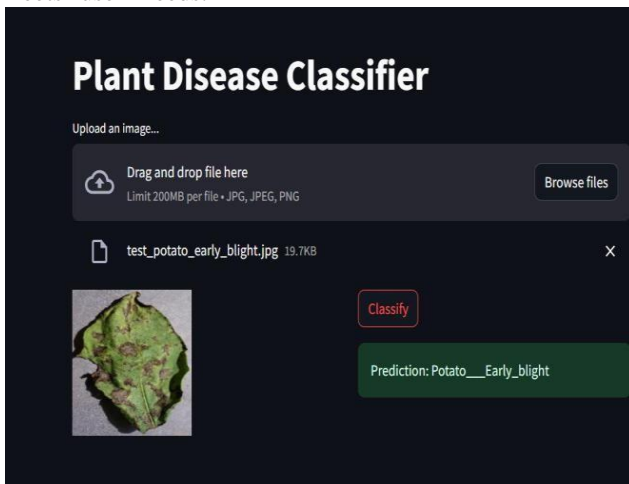 Plant Disease Classifier
Upload an image...
Drag and drop file here
Limit 200MB per file • JPG, JPEG, PNG
Browse files
test_potato_early_blight.jpg 19.7KB
X
Classify
Prediction: Potato___Early_blight